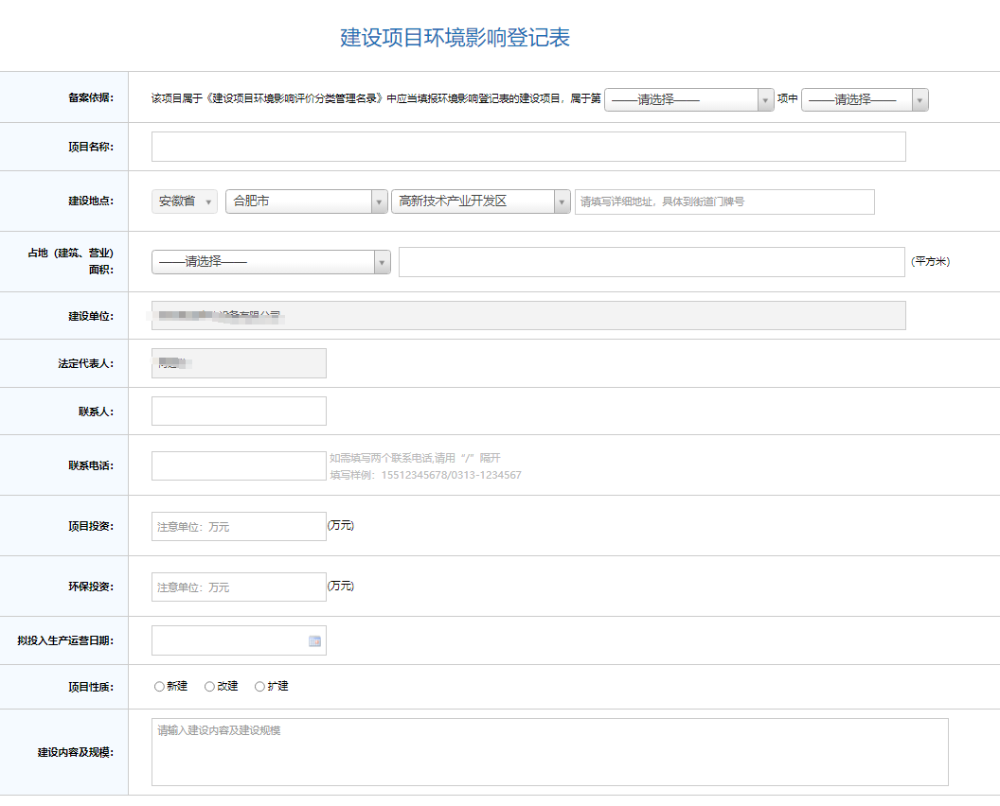 建设项目环境影响登记表
备案依据： 该项目属于《建设项目环境影响评价分类管理名录》中应当填报环境影响登记表的建设项目，属于第 ——请选择—— 项中 ——请选择——
项目名称：
建设地点： 安徽省 合肥市 高新技术产业开发区 请填写详细地址，具体到街道门牌号
占地（建筑、营业）
面积： ——请选择—— (平方米)
建设单位： 设备有限公司
法定代表人：
联系人：
联系电话： 如需填写两个联系电话,请用“/”隔开
填写样例：15512345678/0313-1234567
项目投资： 注意单位：万元 (万元)
环保投资： 注意单位：万元 (万元)
拟投入生产运营日期：
项目性质： 新建 改建 扩建
建设内容及规模： 请输入建设内容及建设规模